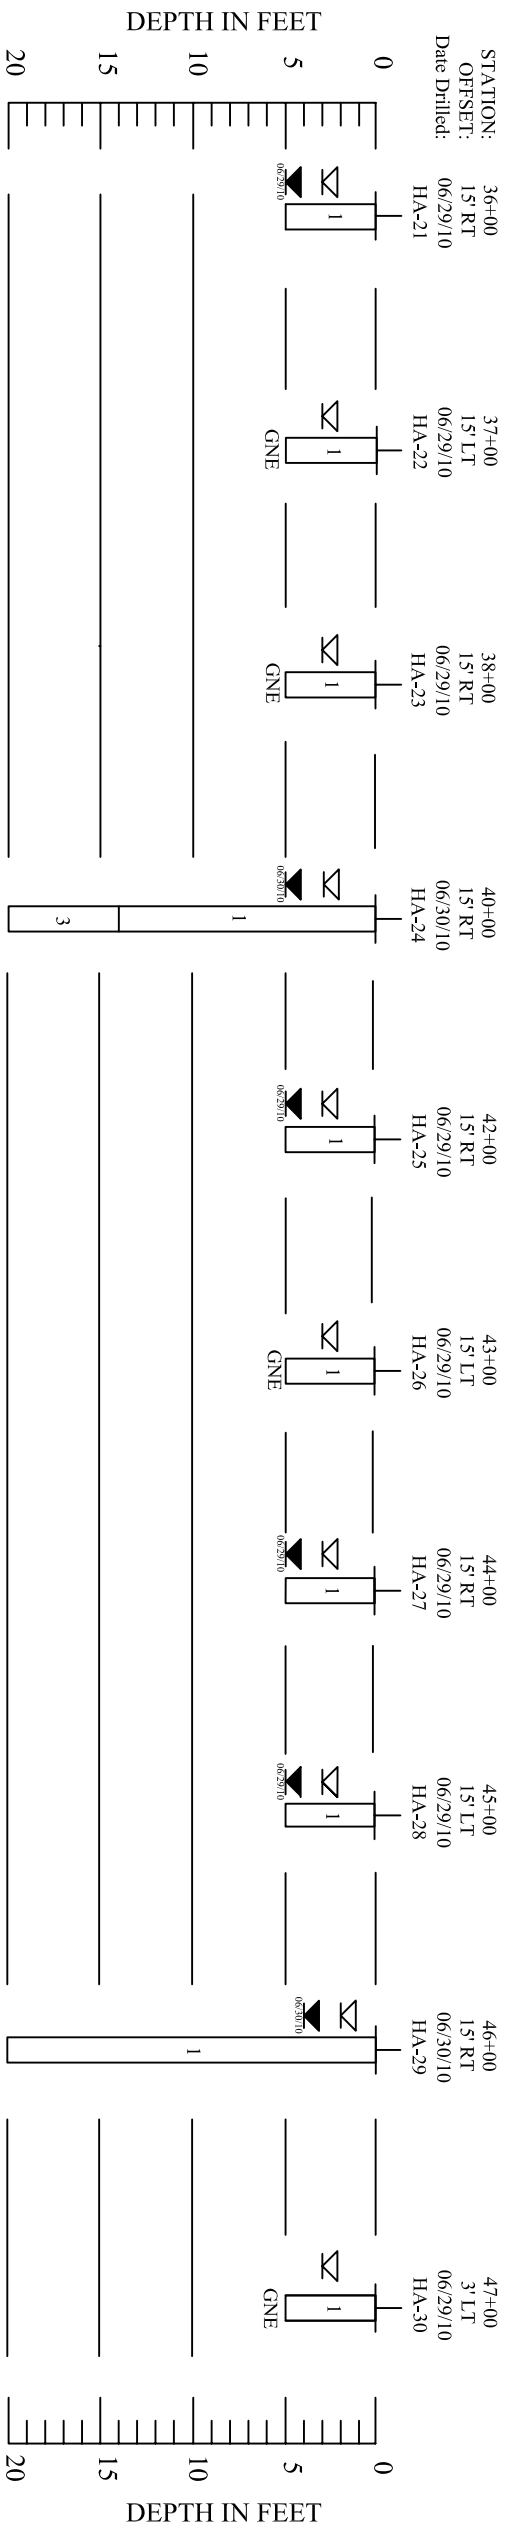 DEPTH IN FEET
0
5
10
15
20
STATION:
OFFSET:
Date Drilled:
36+00
15' RT
06/29/10
HA-21
1
06/29/10
37+00
15' LT
06/29/10
HA-22
1
GNE
38+00
15' RT
06/29/10
HA-23
1
GNE
40+00
15' RT
06/30/10
HA-24
1
3
06/30/10
42+00
15' RT
06/29/10
HA-25
1
06/29/10
43+00
15' LT
06/29/10
HA-26
1
GNE
44+00
15' RT
06/29/10
HA-27
1
06/29/10
45+00
15' LT
06/29/10
HA-28
1
06/29/10
46+00
15' RT
06/30/10
HA-29
1
06/30/10
47+00
3' LT
06/29/10
HA-30
1
GNE
0
5
10
15
20
DEPTH IN FEET